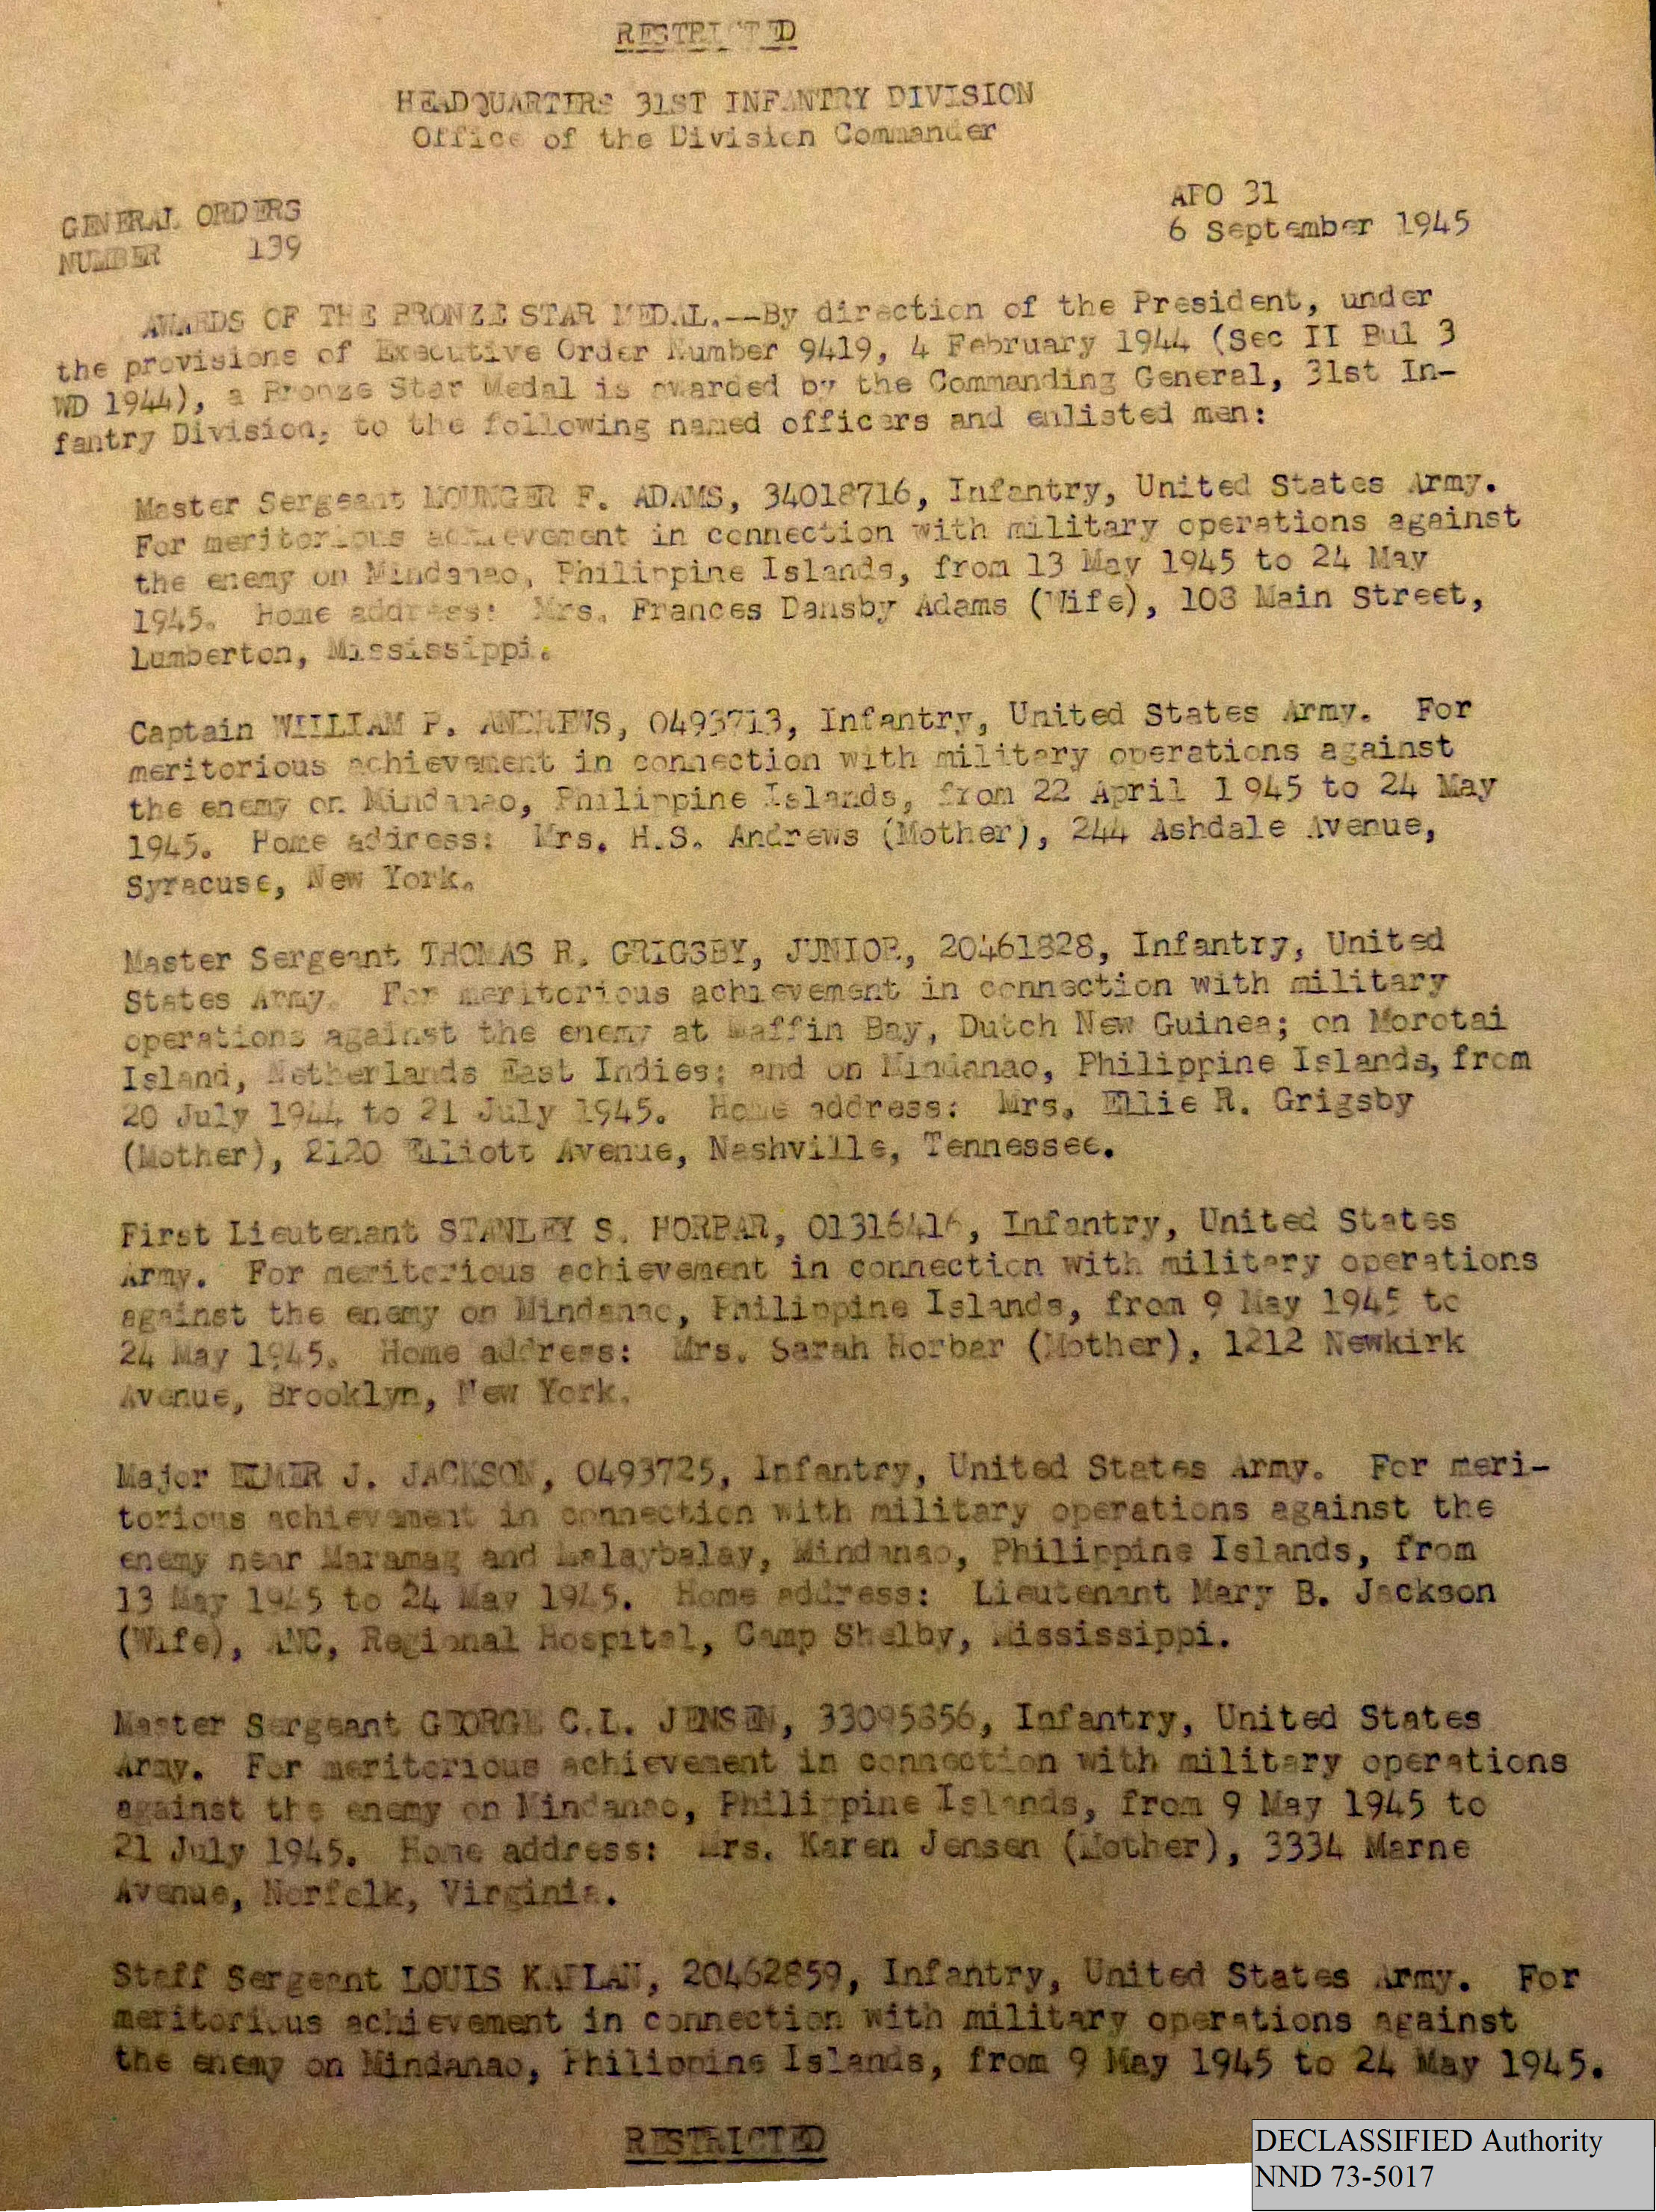 RESTRICTED
HEADQUARTERS 31ST INFANTRY DIVISION
Office of the Division Commander
GENERAL ORDERS
NUMBER 139
APO 31
6 September 1945
AWARDS OF THE BRONZE STAR MEDAL.—By direction of the President, under
the provisions of Executive Order Number 9419, 4 February 1944 (Sec II Bul 3
WD 1944), a Bronze Star Medal is awarded by the Commanding General, 31st In-
fantry Division, to the following named officers and enlisted men:
Master Sergeant F. ADAMS, 34018716, Infantry, United States Army.
For meritorious achievement in connection with military operations against
the enemy on Mindanao, Philippine Islands, from 13 May 1945 to 24 May
1945. Home address: Mrs. Frances Dansby Adams (Wife), 103 Main Street,
Lumberton, Mississippi.
Captain WILLIAM P. ANDREWS, 0493713, Infantry, United States Army. For
meritorious achievement in connection with military operations against
the enemy on Mindanao, Philippine Islands, from 22 April 1945 to 24 May
1945. Home address: Mrs. H.S. Andrews (Mother), 244 Ashdale Avenue,
Syracuse, New York.
Master Sergeant THOMAS R. GRIGSBY, JUNIOR, 20461828, Infantry, United
States Army. For meritorious achievement in connection with military
operations against the enemy at Maffin Bay, Dutch New Guinea; on Morotai
Island, Netherlands East Indies; and on Mindanao, Philippine Islands, from
20 July 1944 to 21 July 1945. Home address: Mrs. Ellie R. Grigsby
(Mother), 2120 Elliott Avenue, Nashville, Tennessee.
First Lieutenant STANLEY S. HORBAR, 01316416, Infantry, United States
Army. For meritorious achievement in connection with military operations
against the enemy on Mindanao, Philippine Islands, from 9 May 1945 to
24 May 1945. Home address: Mrs. Sarah Horbar (Mother), 1212 Newkirk
Avenue, Brooklyn, New York.
Major ELMER J. JACKSON, 0493725, Infantry, United States Army. For meri-
torious achievement in connection with military operations against the
enemy near Maramag and Malaybalay, Mindanao, Philippine Islands, from
13 May 1945 to 24 May 1945. Home address: Lieutenant Mary B. Jackson
(Wife), ANC, Regional Hospital, Camp Shelby, Mississippi.
Master Sergeant GEORGE C.L. JENSEN, 33095856, Infantry, United States
Army. For meritorious achievement in connection with military operations
against the enemy on Mindanao, Philippine Islands, from 9 May 1945 to
21 July 1945. Home address: Mrs. Karen Jensen (Mother), 3334 Marne
Avenue, Norfolk, Virginia.
Staff Sergeant LOUIS KAPLAN, 20462859, Infantry, United States Army. For
meritorious achievement in connection with military operations against
the enemy on Mindanao, Philippine Islands, from 9 May 1945 to 24 May 1945.
RESTRICTED
DECLASSIFIED Authority
NND 73-5017